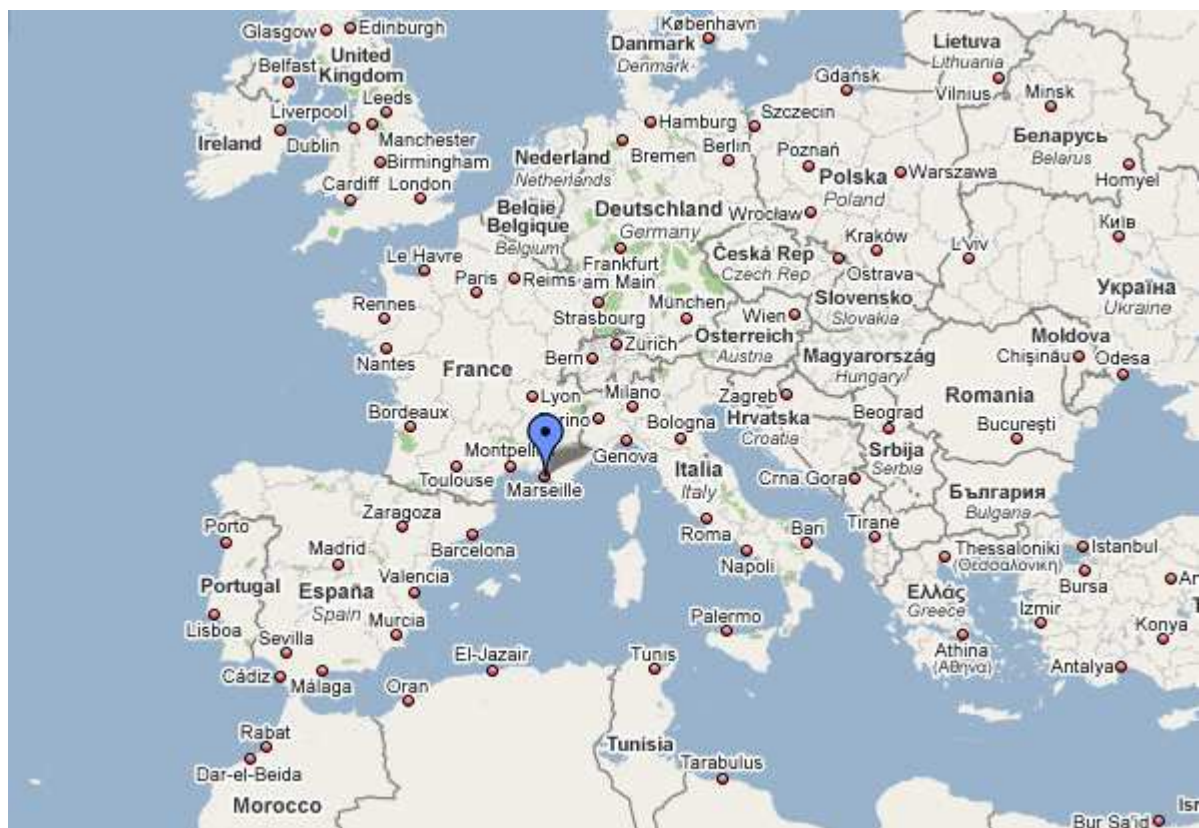 København
Glasgow
Edinburgh
Danmark
Denmark
Lietuva
Lithuania
United
Kingdom
Belfast
Gdańsk
Vilnius
Minsk
Leeds
Liverpool
Hamburg
Szczecin
Беларусь
Belarus
Ireland
Dublin
Manchester
Bremen
Berlin
Poznań
Birmingham
Nederland
Netherlands
Polska
Poland
Warszawa
Homyel
Cardiff
London
België
Belgique
Belgium
Deutschland
Germany
Wrocław
Київ
Kraków
L'viv
Le Havre
Paris
Reims
Frankfurt
am Main
Česká Rep
Czech Rep
Ostrava
Україна
Ukraine
Rennes
Strasbourg
München
Wien
Slovensko
Slovakia
Nantes
Bern
Zürich
Österreich
Austria
Magyarország
Hungary
Moldova
Chişinău
Odesa
France
Lyon
Milano
Zagreb
Romania
Bordeaux
rino
Bologna
Hrvatska
Croatia
Beograd
Bucureşti
Montpelli
Genova
Srbija
Serbia
Toulouse
Marseille
Italia
Italy
Crna Gora
България
Bulgaria
Zaragoza
Porto
Roma
Bari
Tiranë
Madrid
Barcelona
Napoli
Thessaloniki
(Θεσσαλονίκη)
Istanbul
Portugal
España
Spain
Valencia
Ελλάς
Greece
Bursa
An
Lisboa
Murcia
Palermo
Izmir
T
Konya
Sevilla
El-Jazair
Tunis
Athina
(Αθήνα)
Antalya
Cádiz
Málaga
Oran
Rabat
Tunisia
Dar-el-Beida
Tarabulus
Morocco
Isr
Bur Sa'id